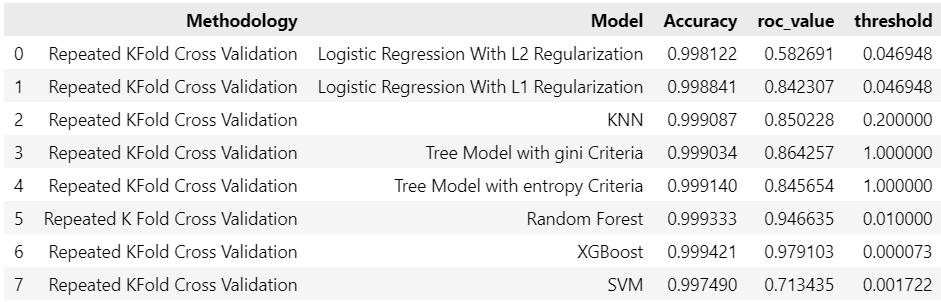 Methodology Model Accuracy roc_value threshold
0 Repeated KFold Cross Validation Logistic Regression With L2 Regularization 0.998122 0.582691 0.046948
1 Repeated KFold Cross Validation Logistic Regression With L1 Regularization 0.998841 0.842307 0.046948
2 Repeated KFold Cross Validation KNN 0.999087 0.850228 0.200000
3 Repeated KFold Cross Validation Tree Model with gini Criteria 0.999034 0.864257 1.000000
4 Repeated KFold Cross Validation Tree Model with entropy Criteria 0.999140 0.845654 1.000000
5 Repeated K Fold Cross Validation Random Forest 0.999333 0.946635 0.010000
6 Repeated KFold Cross Validation XGBoost 0.999421 0.979103 0.000073
7 Repeated KFold Cross Validation SVM 0.997490 0.713435 0.001722